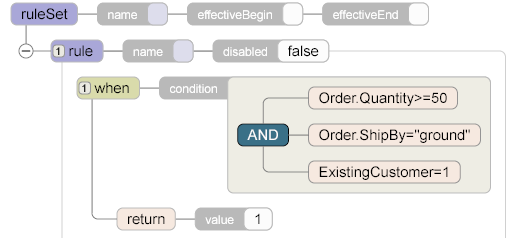 ruleSet name effectiveBegin effectiveEnd
1 rule name disabled false
1 when condition
Order.Quantity>=50
AND Order.ShipBy="ground"
ExistingCustomer=1
return value 1